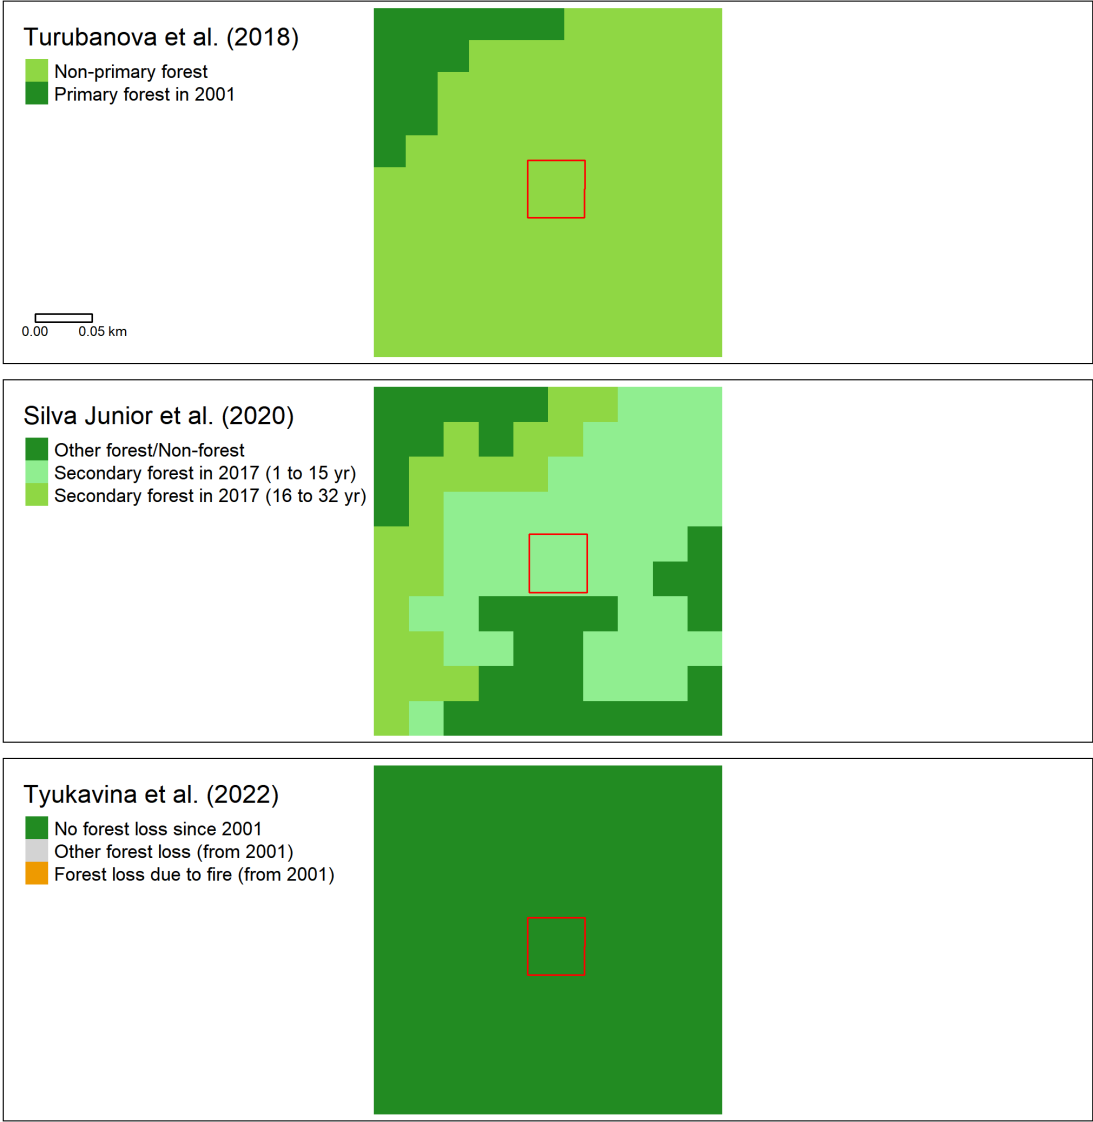 Turubanova et al. (2018)
Non-primary forest
Primary forest in 2001
0.00 0.05 km
Silva Junior et al. (2020)
Other forest/Non-forest
Secondary forest in 2017 (1 to 15 yr)
Secondary forest in 2017 (16 to 32 yr)
Tyukavina et al. (2022)
No forest loss since 2001
Other forest loss (from 2001)
Forest loss due to fire (from 2001)